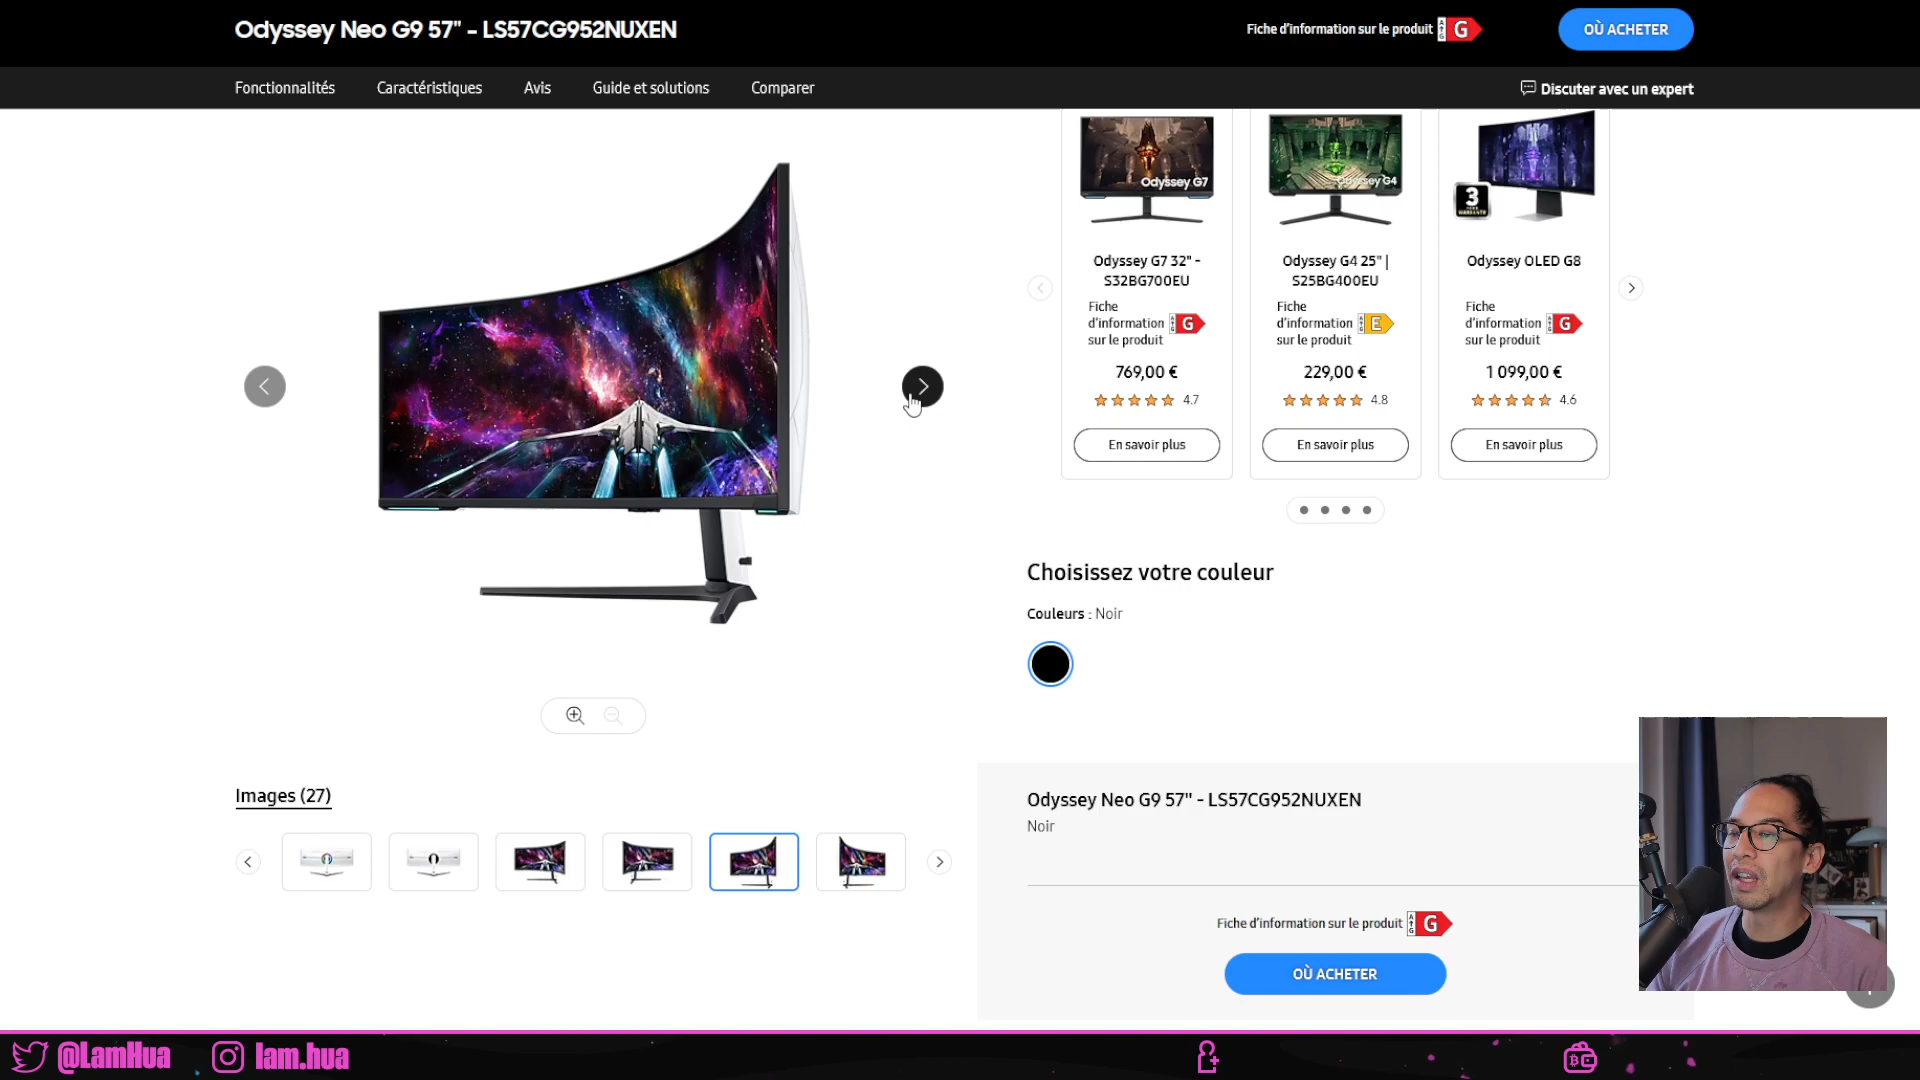 Odyssey Neo G9 57" - LS57CG952NUXEN
Fiche d'information sur le produit G
OÙ ACHETER
Fonctionnalités
Caractéristiques
Avis
Guide et solutions
Comparer
Discuter avec un expert
Odyssey G7
Odyssey G4
3
Odyssey G7 32" -
S32BG700EU
Fiche
d'information
sur le produit
G
769,00 €
4.7
En savoir plus
Odyssey G4 25" |
S25BG400EU
Fiche
d'information
sur le produit
E
229,00 €
4.8
En savoir plus
Odyssey OLED G8
Fiche
d'information
sur le produit
G
1 099,00 €
4.6
En savoir plus
Choisissez votre couleur
Couleurs : Noir
Images (27)
Odyssey Neo G9 57" - LS57CG952NUXEN
Noir
Fiche d'information sur le produit G
OÙ ACHETER
@LamHua
lam.hua